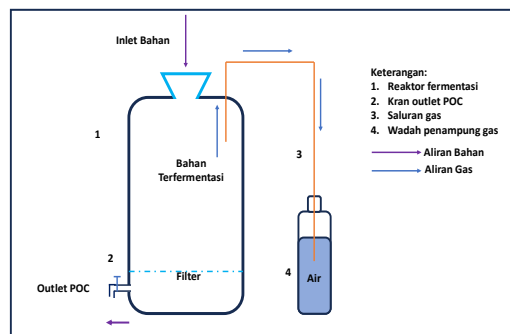 Inlet Bahan
Keterangan:
1. Reaktor fermentasi
2. Kran outlet POC
3. Saluran gas
4. Wadah penampung gas
Aliran Bahan
Aliran Gas
1
Bahan
Terfermentasi
3
2
Filter
4
Air
Outlet POC